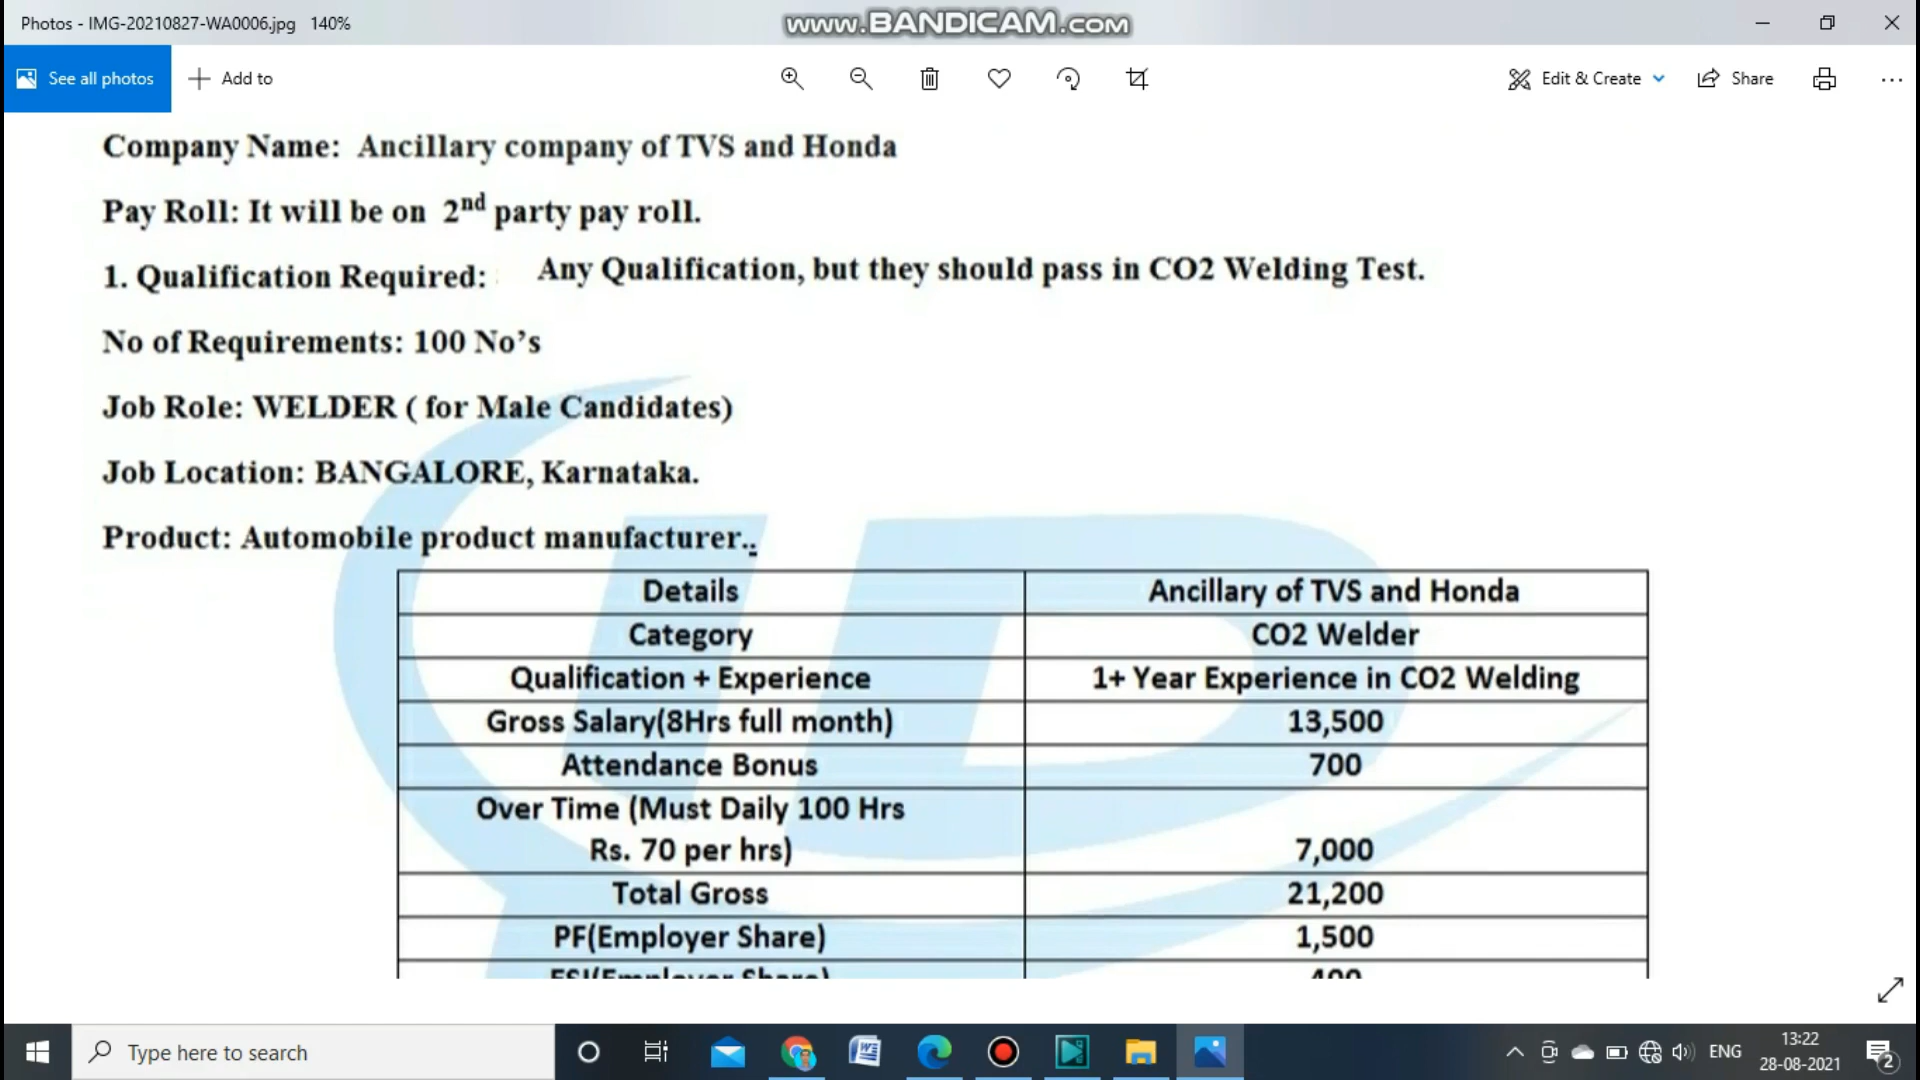 Photos - IMG-20210827-WA0006.jpg 140%
www.BANDICAM.com
See all photos
Add to
Edit & Create
Share
Company Name: Ancillary company of TVS and Honda
Pay Roll: It will be on 2nd party pay roll.
1. Qualification Required: Any Qualification, but they should pass in CO2 Welding Test.
No of Requirements: 100 No's
Job Role: WELDER ( for Male Candidates)
Job Location: BANGALORE, Karnataka.
Product: Automobile product manufacturer..
Details Ancillary of TVS and Honda
Category CO2 Welder
Qualification + Experience 1+ Year Experience in CO2 Welding
Gross Salary(8Hrs full month) 13,500
Attendance Bonus 700
Over Time (Must Daily 100 Hrs
Rs. 70 per hrs) 7,000
Total Gross 21,200
PF(Employer Share) 1,500
ESI(Employer Share) 400
Type here to search
ENG
13:22
28-08-2021
2